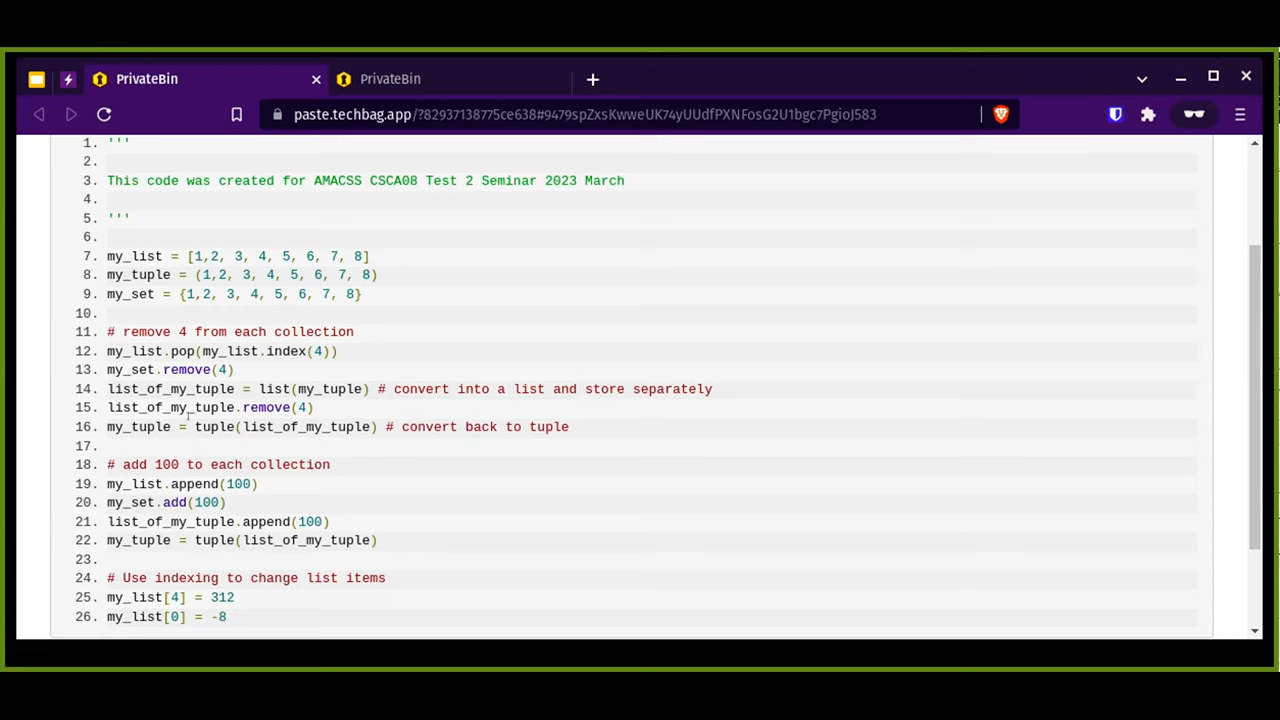 PrivateBin
PrivateBin
paste.techbag.app/?82937138775ce638#9479spZxsKwweUK74yUUdfPXNFosG2U1bgc7PgioJ583
1. '''
2.
3. This code was created for AMACSS CSCA08 Test 2 Seminar 2023 March
4.
5. '''
6.
7. my_list = [1,2, 3, 4, 5, 6, 7, 8]
8. my_tuple = (1,2, 3, 4, 5, 6, 7, 8)
9. my_set = {1,2, 3, 4, 5, 6, 7, 8}
10.
11. # remove 4 from each collection
12. my_list.pop(my_list.index(4))
13. my_set.remove(4)
14. list_of_my_tuple = list(my_tuple) # convert into a list and store separately
15. list_of_my_tuple.remove(4)
16. my_tuple = tuple(list_of_my_tuple) # convert back to tuple
17.
18. # add 100 to each collection
19. my_list.append(100)
20. my_set.add(100)
21. list_of_my_tuple.append(100)
22. my_tuple = tuple(list_of_my_tuple)
23.
24. # Use indexing to change list items
25. my_list[4] = 312
26. my_list[0] = -8